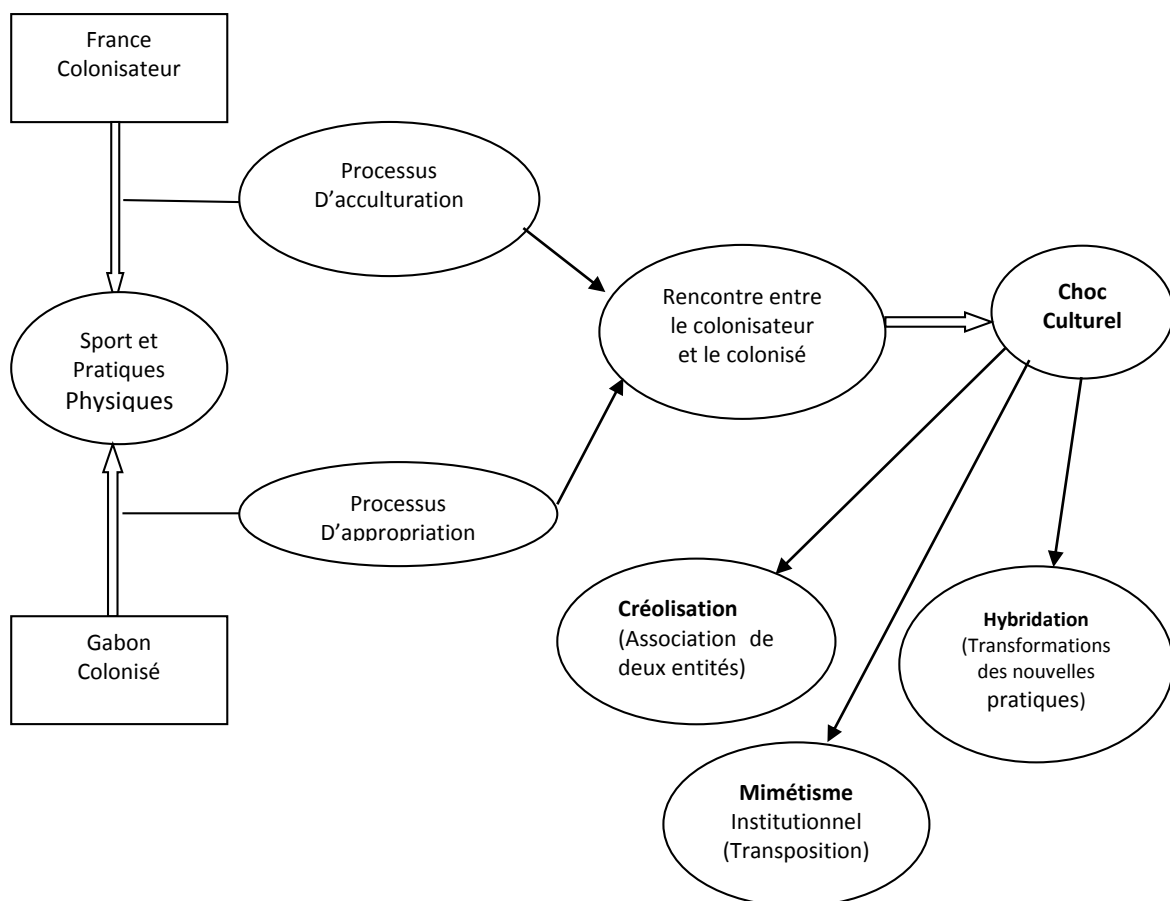 France
Colonisateur
Processus
D’acculturation
Rencontre entre
le colonisateur
et le colonisé
Choc
Culturel
Sport et
Pratiques
Physiques
Processus
D’appropriation
Gabon
Colonisé
Créolisation
(Association de
deux entités)
Hybridation
(Transformations
des nouvelles
pratiques)
Mimétisme
Institutionnel
(Transposition)